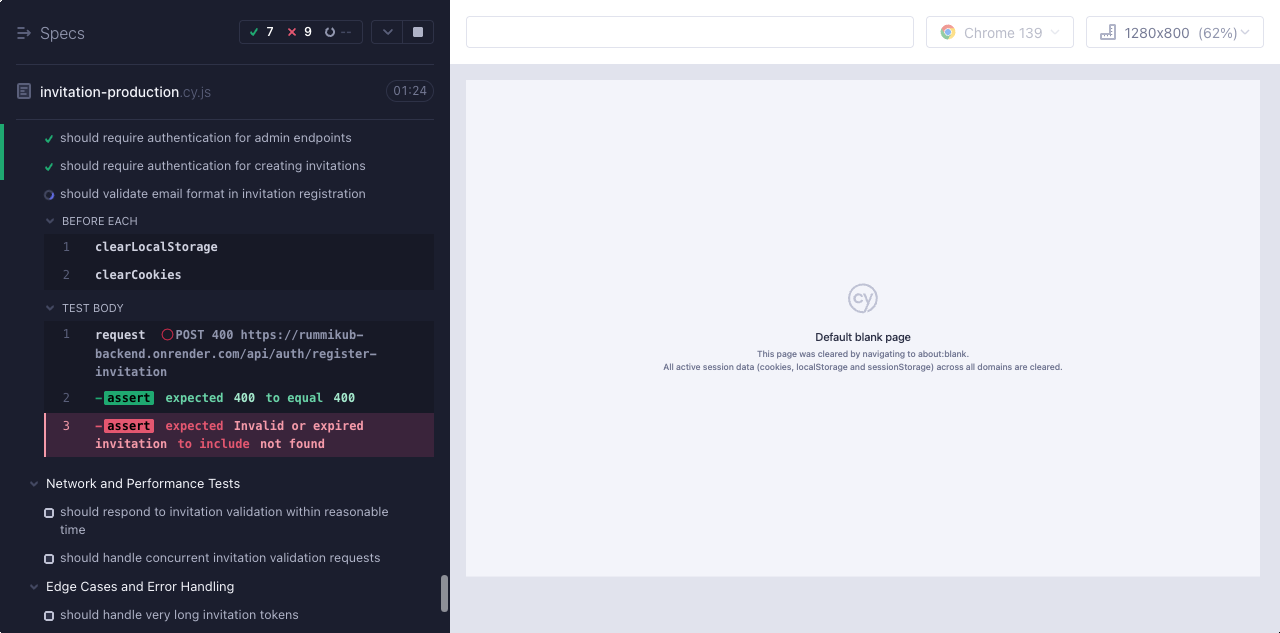 Specs
7 9 --
invitation-production.cy.js 01:24
should require authentication for admin endpoints
should require authentication for creating invitations
should validate email format in invitation registration
BEFORE EACH
1 clearLocalStorage
2 clearCookies
TEST BODY
1 request POST 400 https://rummikub-
backend.onrender.com/api/auth/register-
invitation
2 -assert expected 400 to equal 400
3 -assert expected Invalid or expired
invitation to include not found
Network and Performance Tests
should respond to invitation validation within reasonable
time
should handle concurrent invitation validation requests
Edge Cases and Error Handling
should handle very long invitation tokens
Chrome 139
1280x800 (62%)
cy
Default blank page
This page was cleared by navigating to about:blank.
All active session data (cookies, localStorage and sessionStorage) across all domains are cleared.